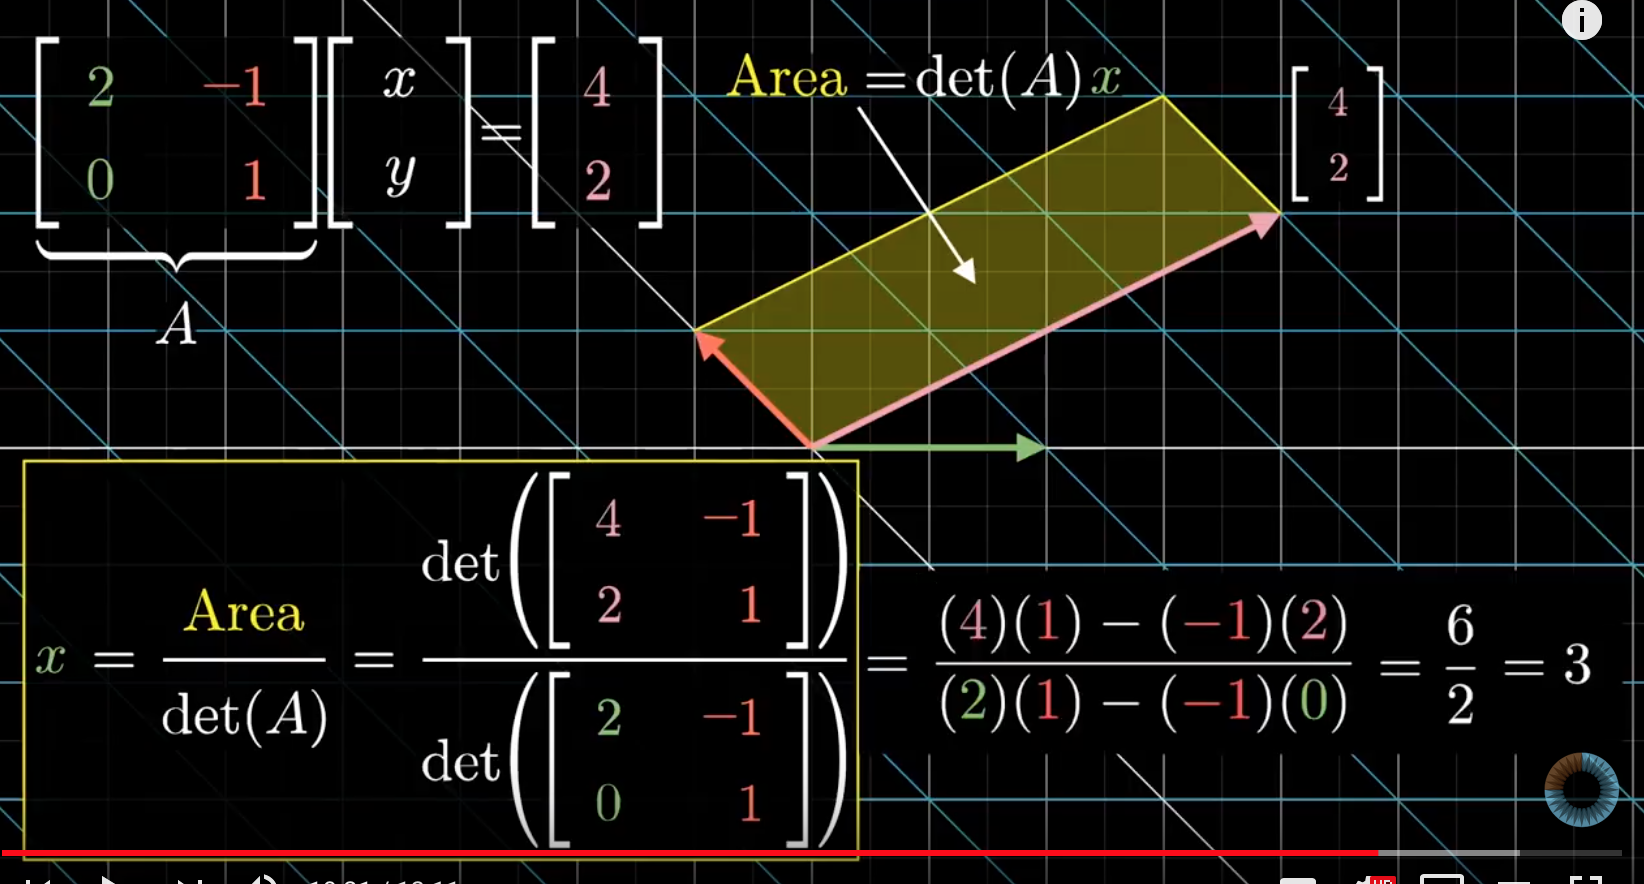 [ 2 −1 ] [ x ] = [ 4 ]
[ 0 1 ] [ y ] [ 2 ]
A
Area = det(A) x
[ 4 ]
[ 2 ]
x = Area / det(A) = det([ 4 −1 ; 2 1 ]) / det([ 2 −1 ; 0 1 ]) = (4)(1) − (−1)(2) / (2)(1) − (−1)(0) = 6 / 2 = 3
i
HD